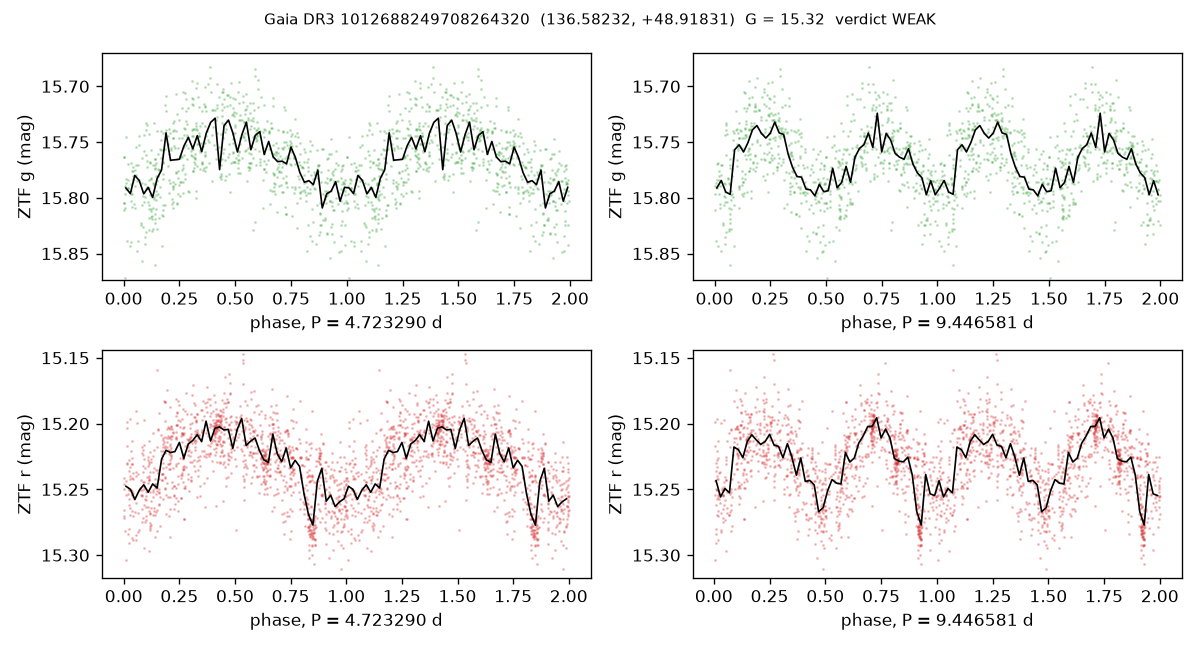 Gaia DR3 1012688249708264320 (136.58232, +48.91831) G = 15.32 verdict WEAK
ZTF g (mag)
15.70
15.75
15.80
15.85
0.00 0.25 0.50 0.75 1.00 1.25 1.50 1.75 2.00
phase, P = 4.723290 d
ZTF g (mag)
15.70
15.75
15.80
15.85
0.00 0.25 0.50 0.75 1.00 1.25 1.50 1.75 2.00
phase, P = 9.446581 d
ZTF r (mag)
15.15
15.20
15.25
15.30
0.00 0.25 0.50 0.75 1.00 1.25 1.50 1.75 2.00
phase, P = 4.723290 d
ZTF r (mag)
15.15
15.20
15.25
15.30
0.00 0.25 0.50 0.75 1.00 1.25 1.50 1.75 2.00
phase, P = 9.446581 d